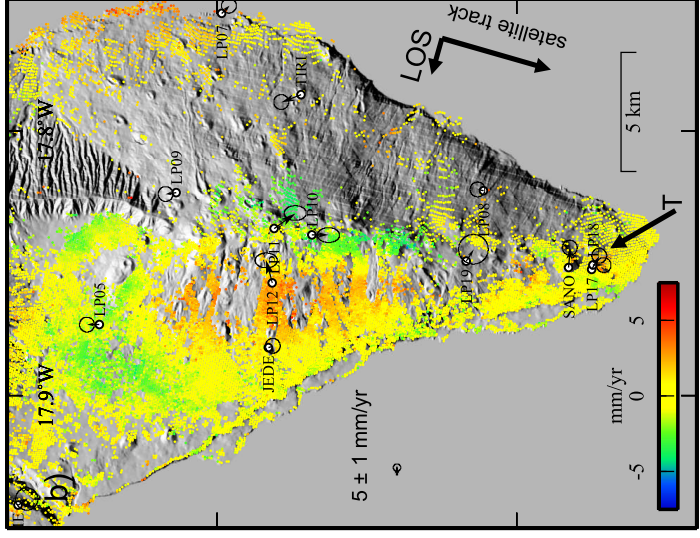 LP07
satellite track
LOS
TIR1
5 km
17.8°W
LP09
LP10
LP11
LP08
T
LP05
LP12
LP19
SANO
LP18
LP17
JEDE
mm/yr
-5
0
5
17.9°W
5 ± 1 mm/yr
b)